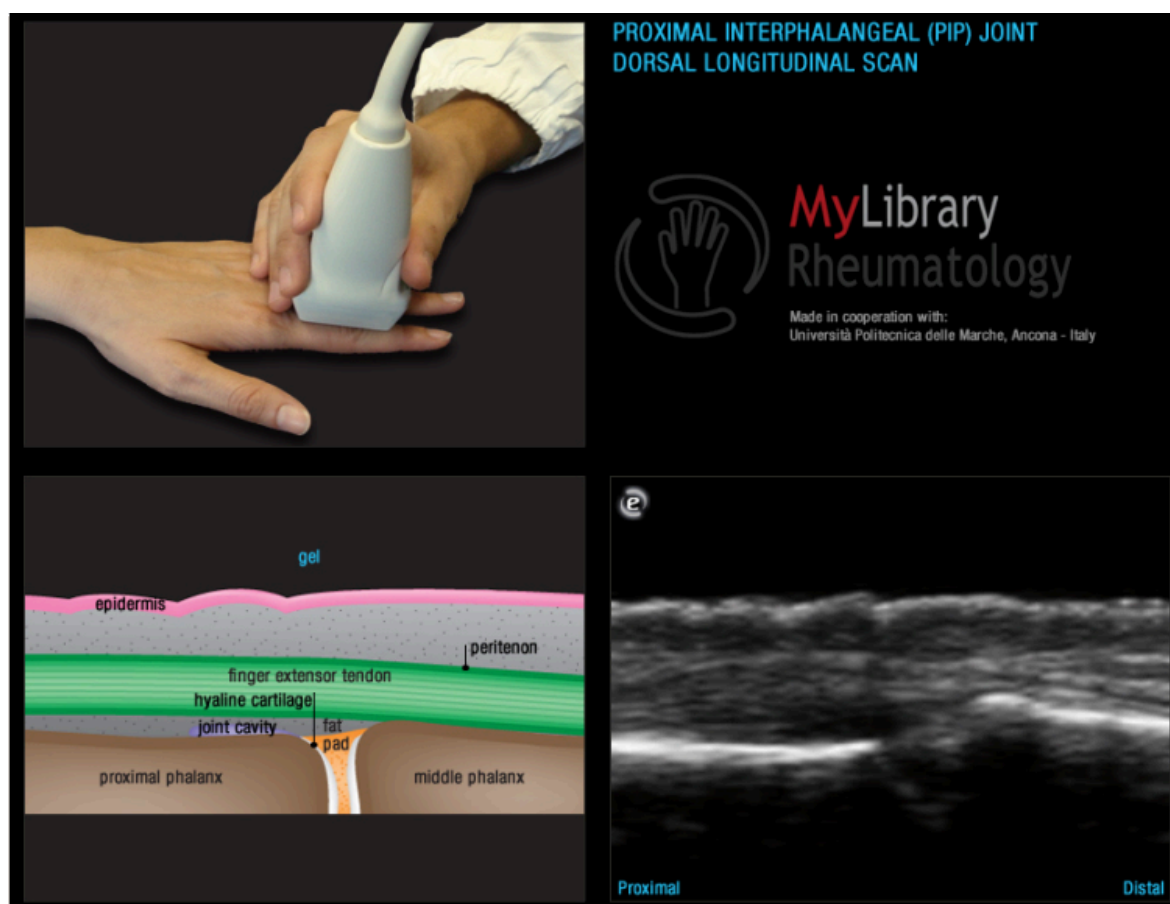 PROXIMAL INTERPHALANGEAL (PIP) JOINT
DORSAL LONGITUDINAL SCAN
MyLibrary
Rheumatology
Made in cooperation with:
Università Politecnica delle Marche, Ancona - Italy
gel
epidermis
peritenon
finger extensor tendon
hyaline cartilage
joint cavity
fat
pad
proximal phalanx
middle phalanx
e
Proximal
Distal